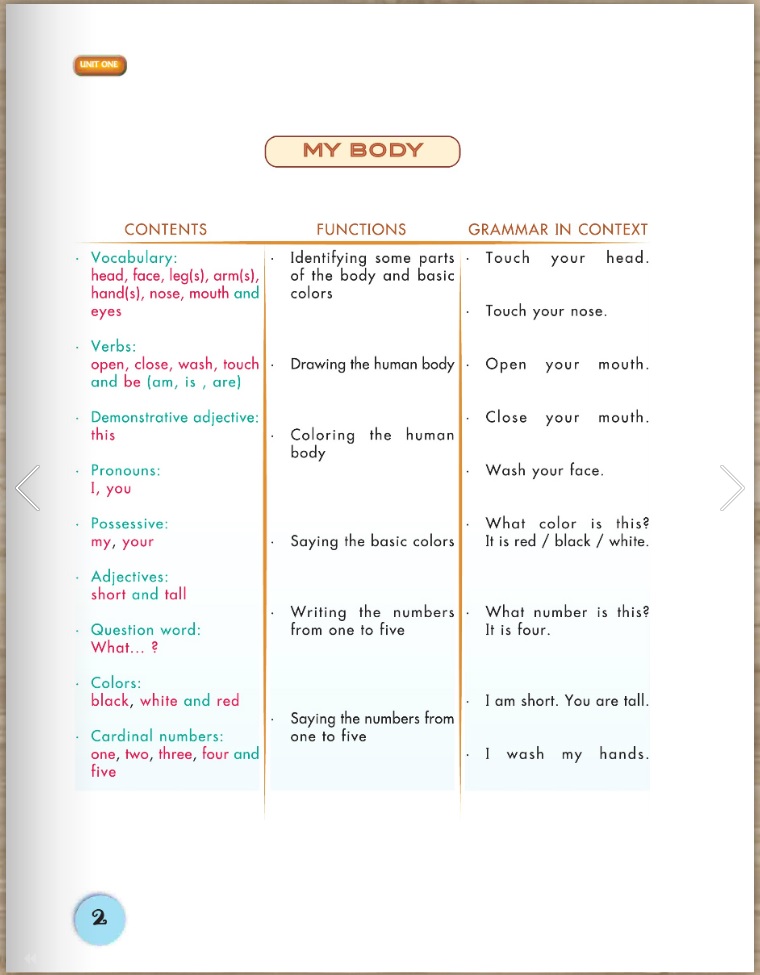 UNIT ONE
MY BODY
CONTENTS
· Vocabulary:
head, face, leg(s), arm(s),
hand(s), nose, mouth and
eyes
· Verbs:
open, close, wash, touch
and be (am, is , are)
· Demonstrative adjective:
this
· Pronouns:
I, you
· Possessive:
my, your
· Adjectives:
short and tall
· Question word:
What... ?
· Colors:
black, white and red
· Cardinal numbers:
one, two, three, four and
five
FUNCTIONS
· Identifying some parts
of the body and basic
colors
· Drawing the human body
· Coloring the human
body
· Saying the basic colors
· Writing the numbers
from one to five
· Saying the numbers from
one to five
GRAMMAR IN CONTEXT
· Touch your head.
· Touch your nose.
· Open your mouth.
· Close your mouth.
· Wash your face.
· What color is this?
It is red / black / white.
· What number is this?
It is four.
· I am short. You are tall.
· I wash my hands.
2